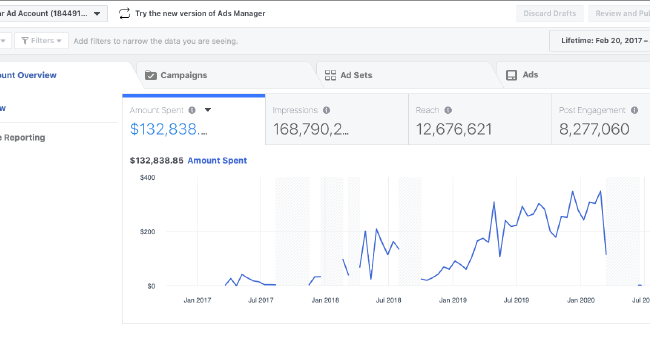 ar Ad Account (184491...
Try the new version of Ads Manager
Discard Drafts
Review and Pu
Filters
Add filters to narrow the data you are seeing.
Lifetime: Feb 20, 2017 –
unt Overview
Campaigns
Ad Sets
Ads
w
e Reporting
Amount Spent
Impressions
Reach
Post Engagement
$132,838....
168,790,2...
12,676,621
8,277,060
$132,838.85 Amount Spent
$400
$200
$0
Jan 2017
Jul 2017
Jan 2018
Jul 2018
Jan 2019
Jul 2019
Jan 2020
Jul 20